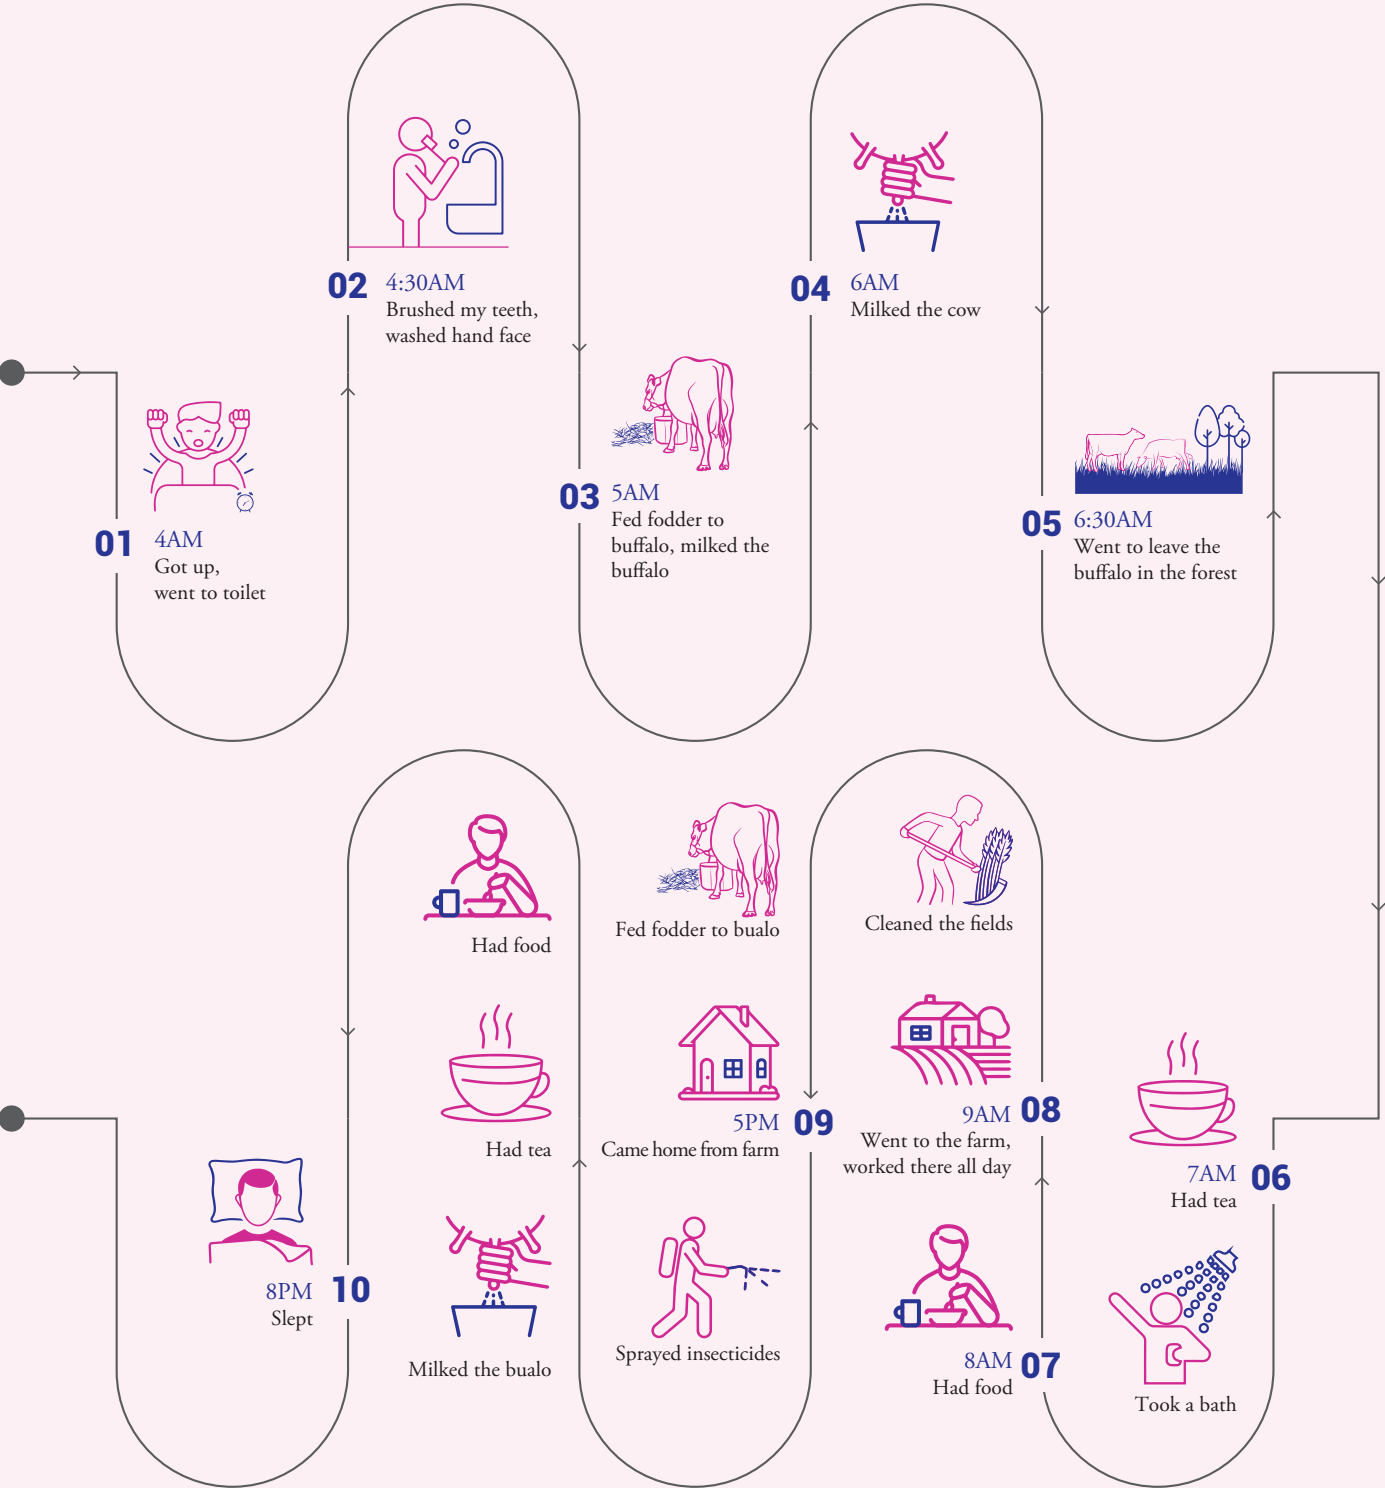 02
4:30AM
Brushed my teeth,
washed hand face
04
6AM
Milked the cow
01
4AM
Got up,
went to toilet
03
5AM
Fed fodder to
buffalo, milked the
buffalo
05
6:30AM
Went to leave the
buffalo in the forest
06
7AM
Had tea
Took a bath
07
8AM
Had food
08
9AM
Went to the farm,
worked there all day
Cleaned the fields
Fed fodder to bualo
09
5PM
Came home from farm
Sprayed insecticides
Milked the bualo
Had tea
Had food
10
8PM
Slept